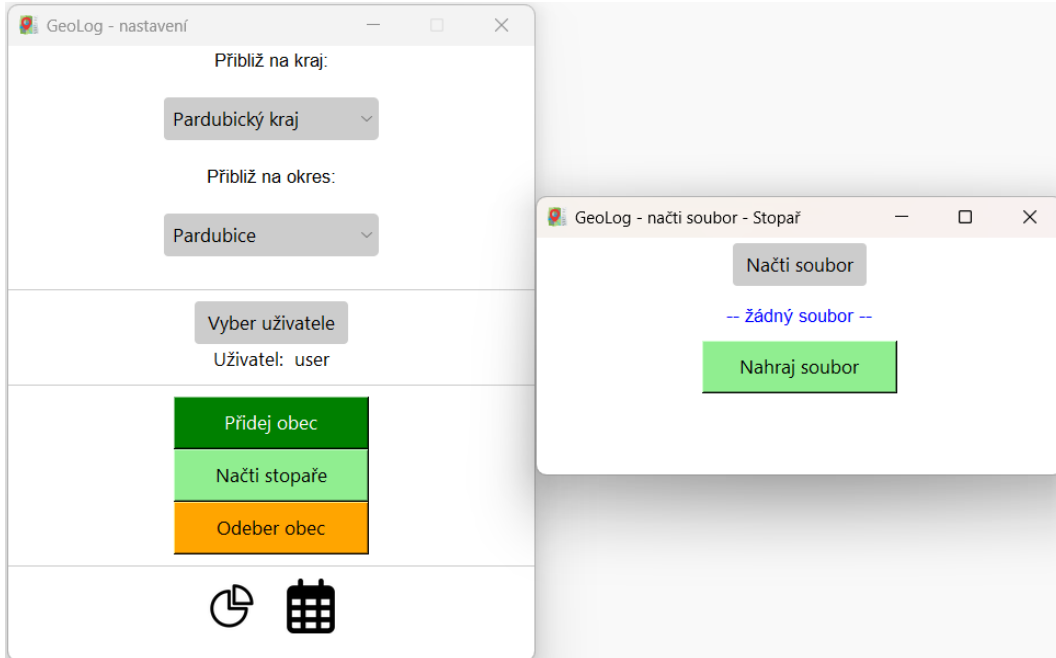 GeoLog - nastavení
Přibliž na kraj:
Pardubický kraj
Přibliž na okres:
Pardubice
Vyber uživatele
Uživatel: user
Přidej obec
Načti stopaře
Odeber obec
GeoLog - načti soubor - Stopař
Načti soubor
-- žádný soubor --
Nahraj soubor